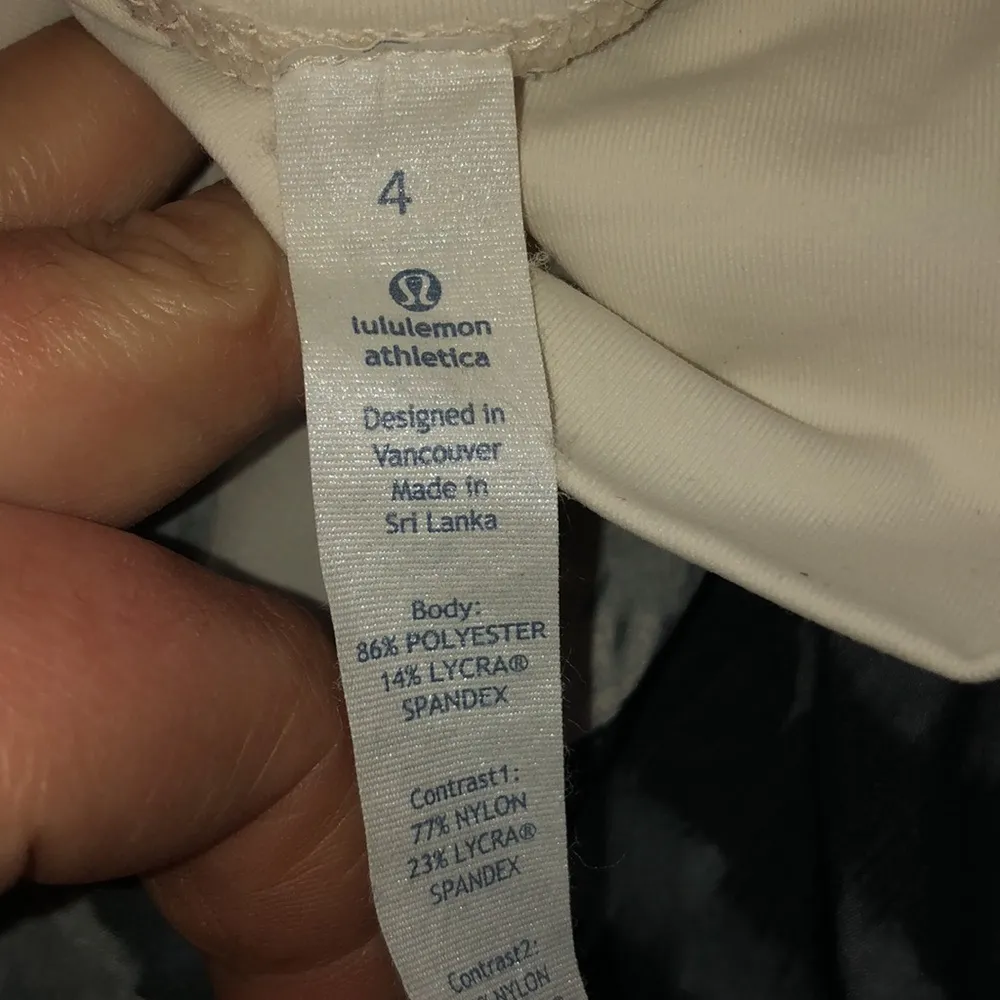 4
lululemon
athletica
Designed in
Vancouver
Made in
Sri Lanka
Body:
86% POLYESTER
14% LYCRA®
SPANDEX
Contrast1:
77% NYLON
23% LYCRA®
SPANDEX
Contrast2:
% NYLON